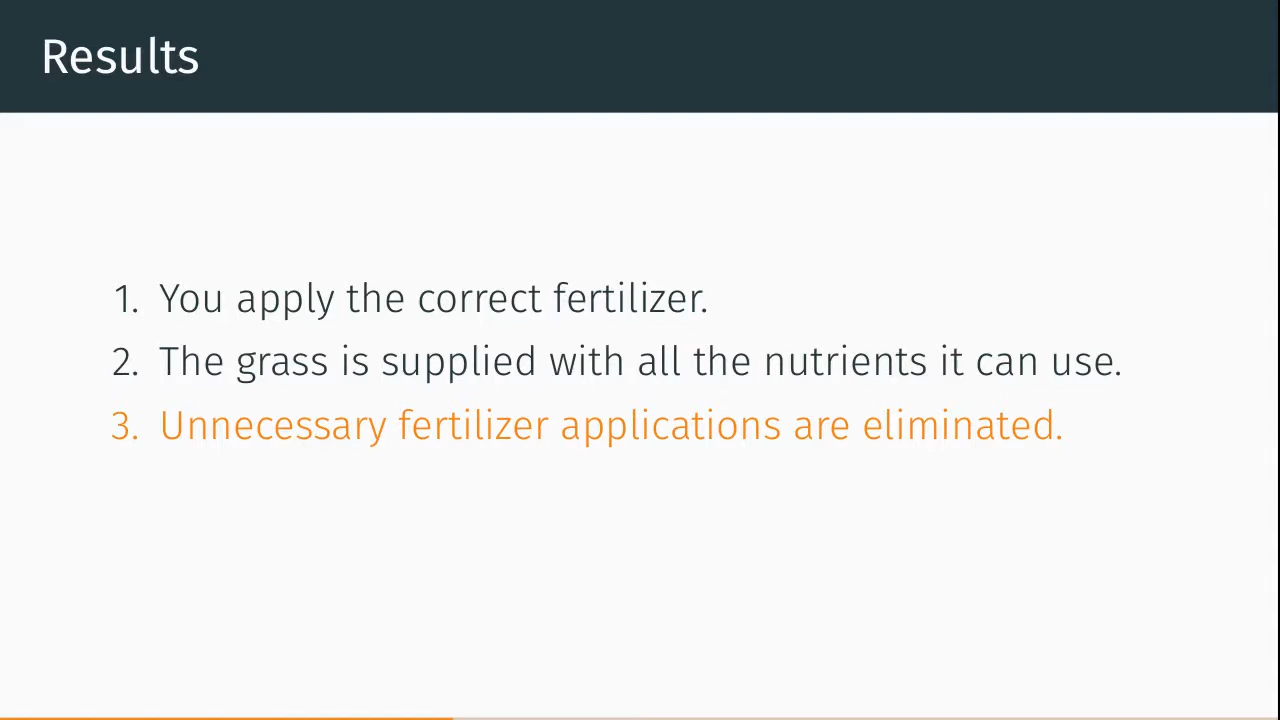 Results
1. You apply the correct fertilizer.
2. The grass is supplied with all the nutrients it can use.
3. Unnecessary fertilizer applications are eliminated.